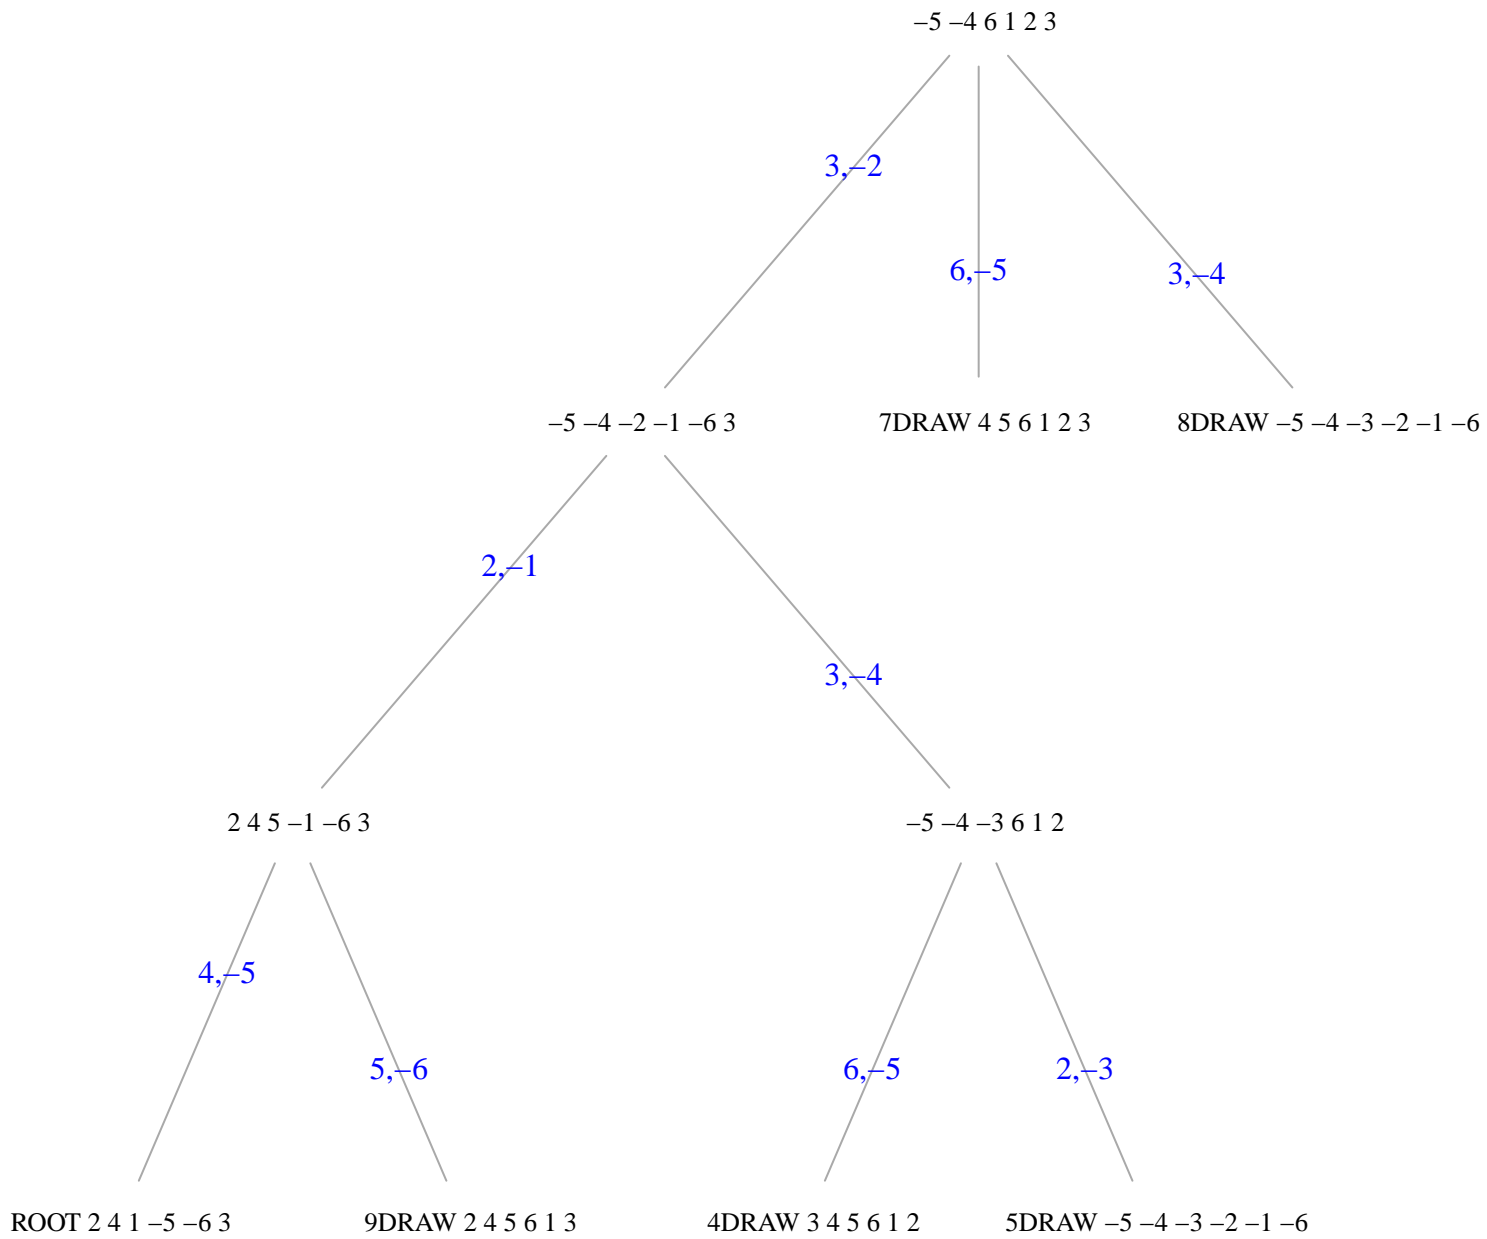 –5 –4 6 1 2 3
3,–2
6,–5
3,–4
–5 –4 –2 –1 –6 3
7DRAW 4 5 6 1 2 3
8DRAW –5 –4 –3 –2 –1 –6
2,–1
3,–4
2 4 5 –1 –6 3
–5 –4 –3 6 1 2
4,–5
5,–6
6,–5
2,–3
ROOT 2 4 1 –5 –6 3
9DRAW 2 4 5 6 1 3
4DRAW 3 4 5 6 1 2
5DRAW –5 –4 –3 –2 –1 –6